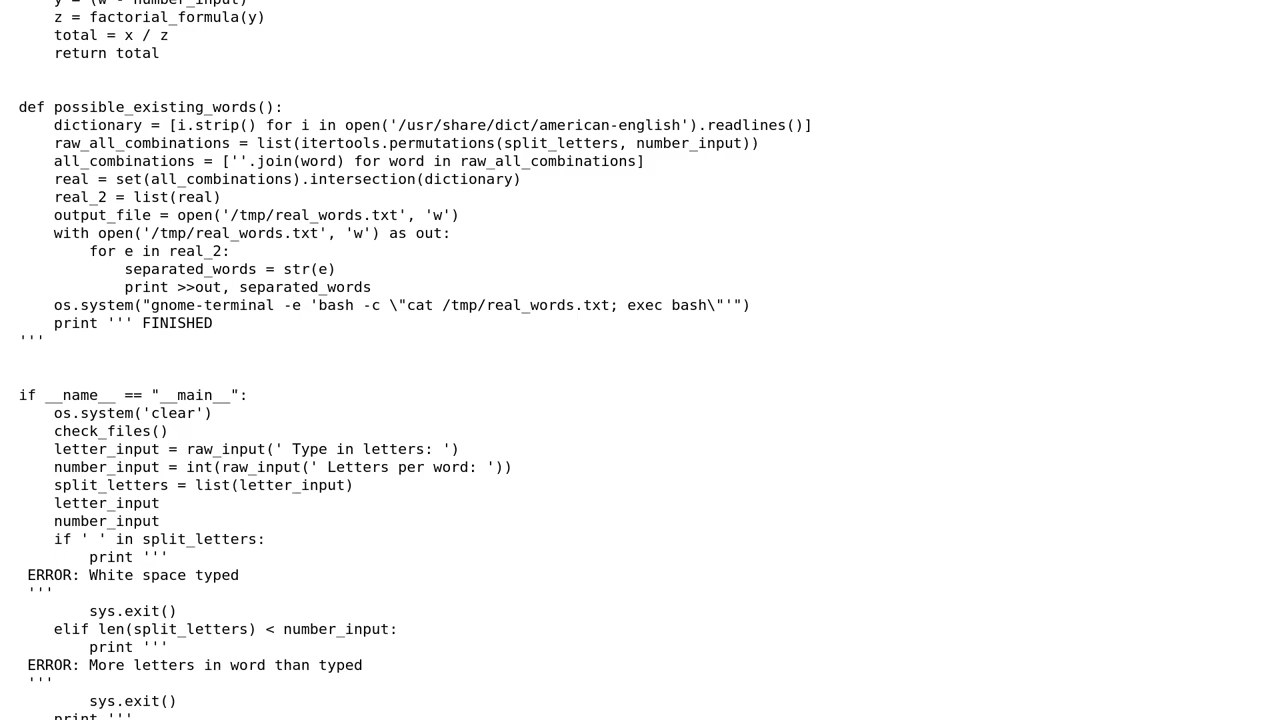 y = (w - number_input)
    z = factorial_formula(y)
    total = x / z
    return total


def possible_existing_words():
    dictionary = [i.strip() for i in open('/usr/share/dict/american-english').readlines()]
    raw_all_combinations = list(itertools.permutations(split_letters, number_input))
    all_combinations = [''.join(word) for word in raw_all_combinations]
    real = set(all_combinations).intersection(dictionary)
    real_2 = list(real)
    output_file = open('/tmp/real_words.txt', 'w')
    with open('/tmp/real_words.txt', 'w') as out:
        for e in real_2:
            separated_words = str(e)
            print >>out, separated_words
    os.system("gnome-terminal -e 'bash -c \"cat /tmp/real_words.txt; exec bash\"'")
    print ''' FINISHED
'''


if __name__ == "__main__":
    os.system('clear')
    check_files()
    letter_input = raw_input(' Type in letters: ')
    number_input = int(raw_input(' Letters per word: '))
    split_letters = list(letter_input)
    letter_input
    number_input
    if ' ' in split_letters:
        print '''
 ERROR: White space typed
 '''
        sys.exit()
    elif len(split_letters) < number_input:
        print '''
 ERROR: More letters in word than typed
 '''
        sys.exit()
    print '''